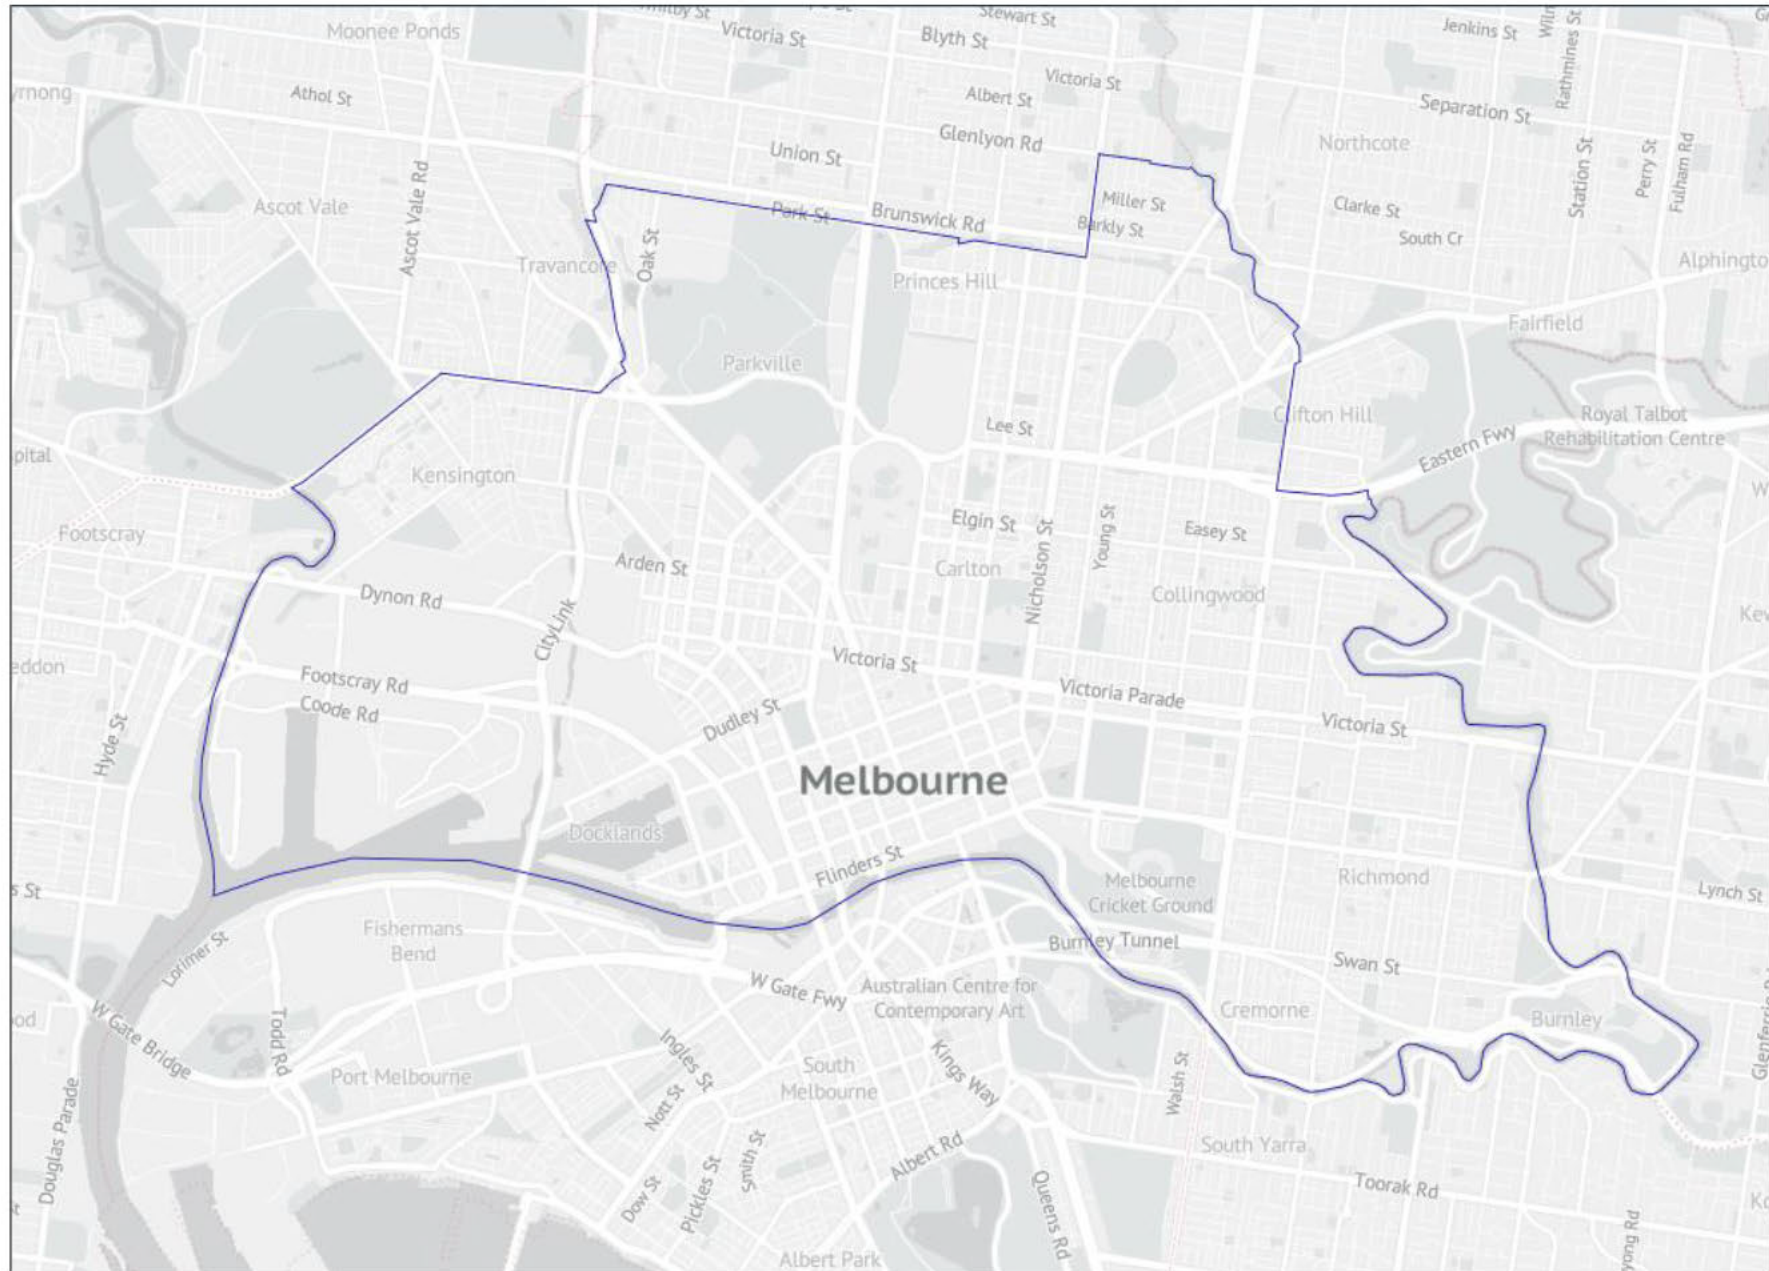 Stewart St
Moonee Ponds
Victoria St
Blyth St
Jenkins St
Rathmines St
Victoria St
Athol St
Albert St
Separation St
Glenlyon Rd
Northcote
Union St
Station St
Perry St
Fulham Rd
Ascot Vale
Ascot Vale Rd
Park St
Brunswick Rd
Miller St
Barkly St
Clarke St
South Cr
Travancore
Oak St
Princes Hill
Alphingto
Fairfield
Parkville
Lee St
Clifton Hill
Royal Talbot
Rehabilitation Centre
Eastern Fwy
Kensington
Footscray
Elgin St
Nicholson St
Young St
Easey St
Arden St
Carlton
Collingwood
Dynon Rd
CityLink
Victoria St
Footscray Rd
Coode Rd
Victoria Parade
Dudley St
Victoria St
Hyde St
Melbourne
Docklands
Flinders St
Melbourne
Cricket Ground
Richmond
Lynch St
s St
Fishermans
Bend
Lorimer St
Burnley Tunnel
Swan St
W Gate Fwy
Australian Centre for
Contemporary Art
Cremorne
Burnley
W Gate Bridge
Todd Rd
Ingles St
Kings Way
Port Melbourne
South
Melbourne
Nott St
Walsh St
Douglas Parade
Smith St
Pickles St
Dow St
Albert Rd
South Yarra
Queens Rd
Toorak Rd
Albert Park